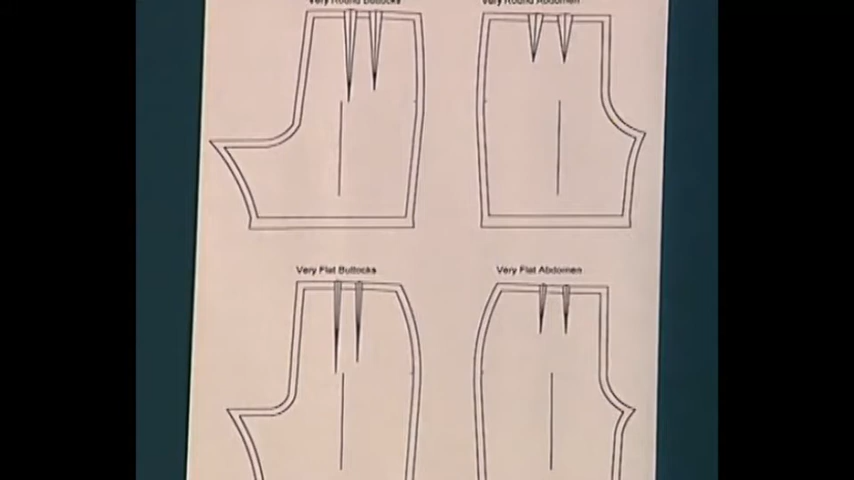 Very Round Buttocks
Very Round Abdomen
Very Flat Buttocks
Very Flat Abdomen